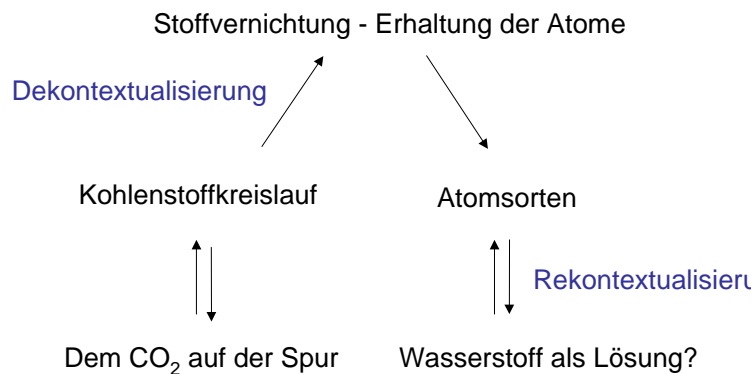 Stoffvernichtung - Erhaltung der Atome
Dekontextualisierung
Kohlenstoffkreislauf
Atomsorten
Rekontextualisieru
Dem CO₂ auf der Spur
Wasserstoff als Lösung?